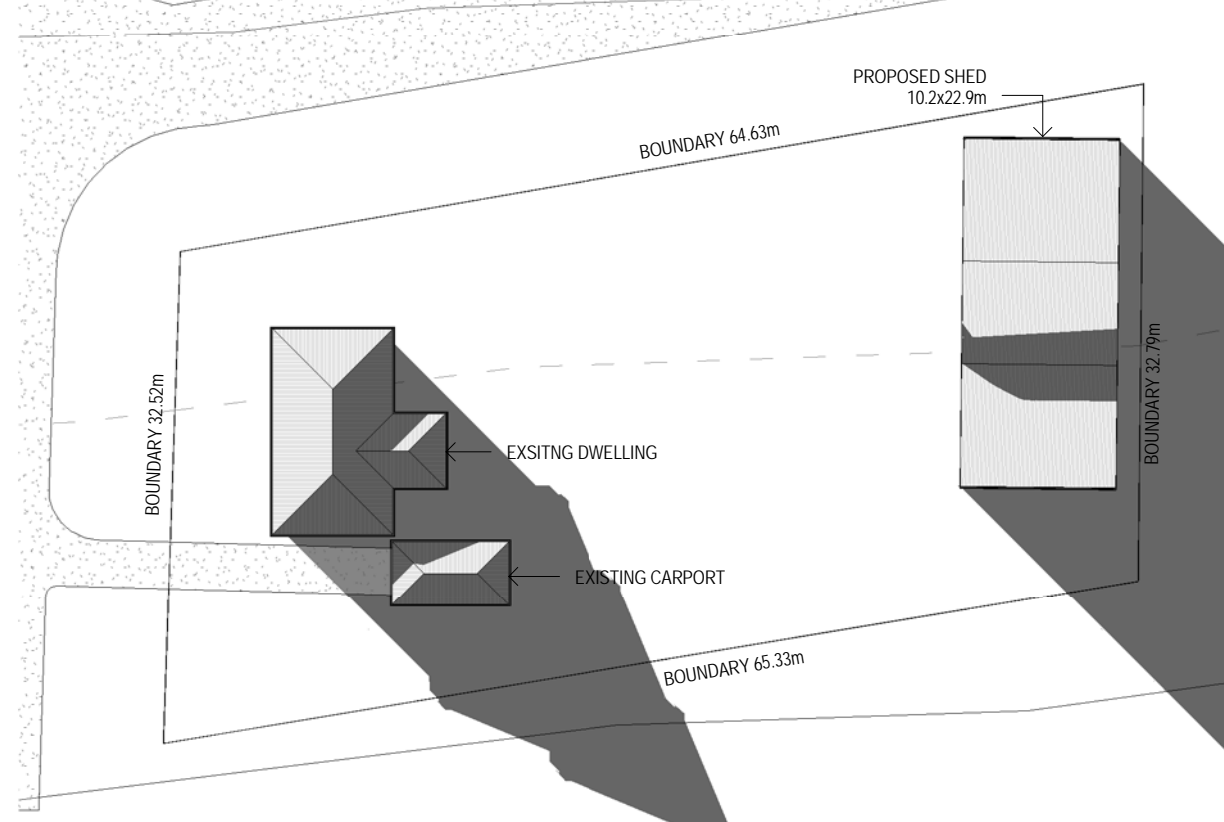 PROPOSED SHED
10.2x22.9m
BOUNDARY 64.63m
BOUNDARY 32.79m
BOUNDARY 32.52m
EXSITNG DWELLING
EXISTING CARPORT
BOUNDARY 65.33m